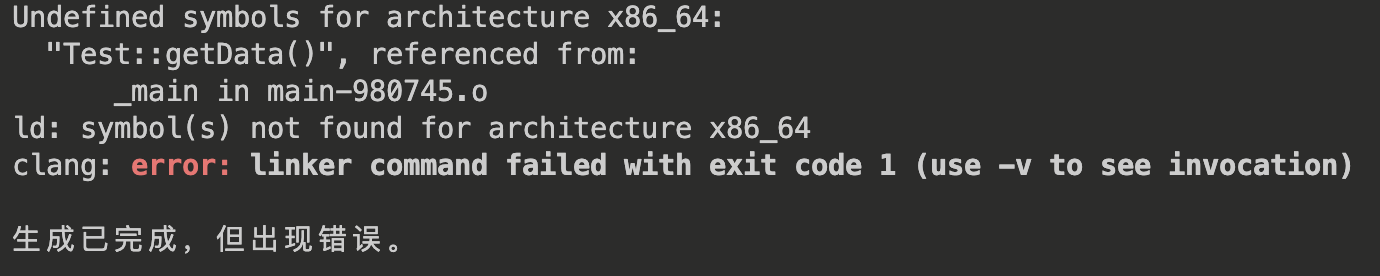 Undefined symbols for architecture x86_64:
  "Test::getData()", referenced from:
      _main in main-980745.o
ld: symbol(s) not found for architecture x86_64
clang: error: linker command failed with exit code 1 (use -v to see invocation)
生成已完成，但出现错误。